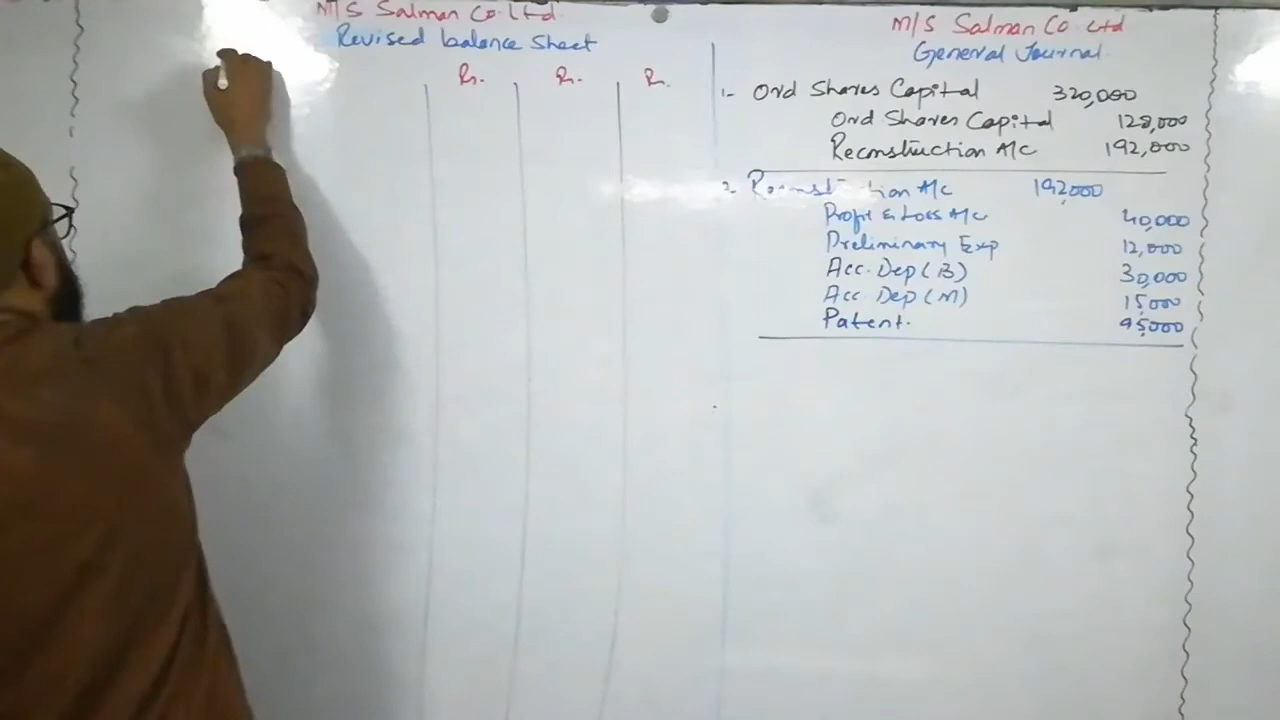 M/S Salman Co. Ltd
Revised balance Sheet
Rs. Rs. Rs.
M/S Salman Co. Ltd
General Journal.
1- Ord Shares Capital 320,000
Ord Shares Capital 128,000
Reconstruction A/c 192,000
2- Reconstruction A/c 192,000
Profit & Loss A/c 40,000
Preliminary Exp 12,000
Acc. Dep (B) 30,000
Acc. Dep (M) 15,000
Patent. 95,000